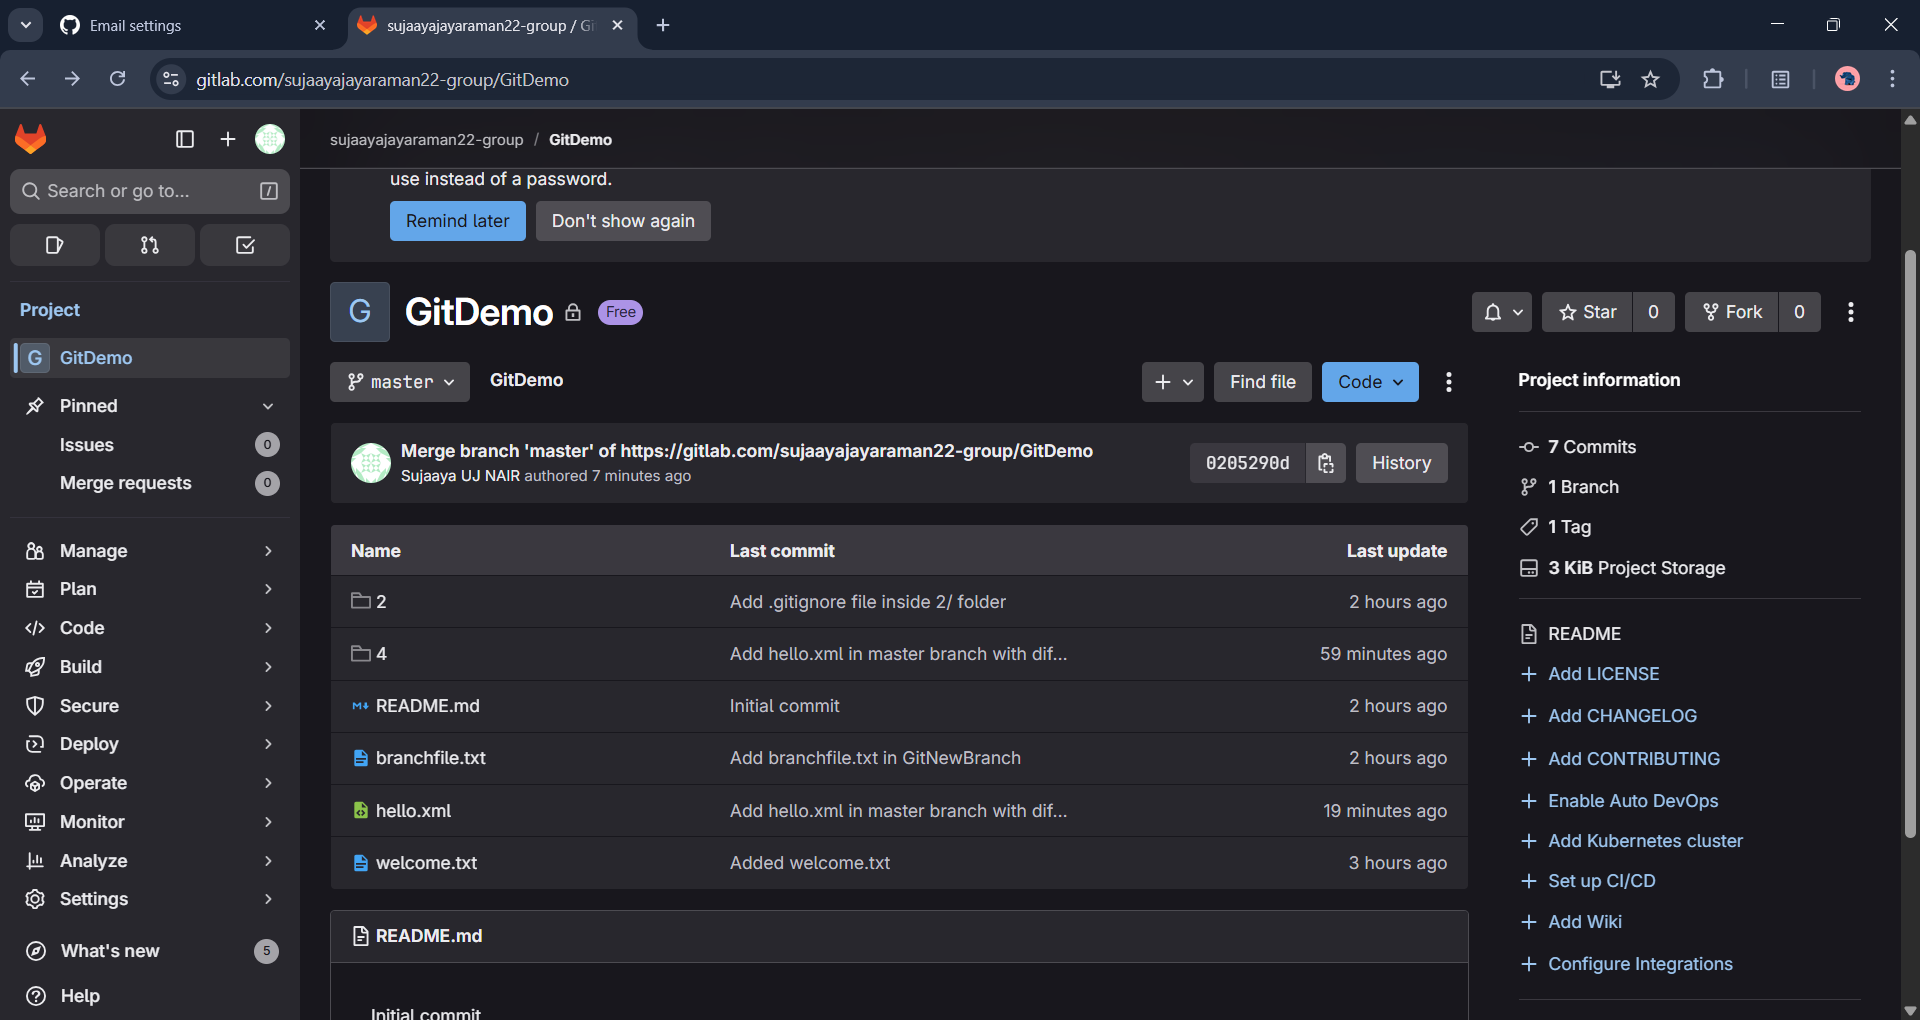 Email settings
sujaayajayaraman22-group / Gi
gitlab.com/sujaayajayaraman22-group/GitDemo
sujaayajayaraman22-group / GitDemo
Search or go to...
/
use instead of a password.
Remind later
Don't show again
Project
G GitDemo
Pinned
Issues 0
Merge requests 0
Manage
Plan
Code
Build
Secure
Deploy
Operate
Monitor
Analyze
Settings
What's new 5
Help
G GitDemo Free
Star 0
Fork 0
master
GitDemo
Find file
Code
Merge branch 'master' of https://gitlab.com/sujaayajayaraman22-group/GitDemo
Sujaaya UJ NAIR authored 7 minutes ago
0205290d
History
Name Last commit Last update
2 Add .gitignore file inside 2/ folder 2 hours ago
4 Add hello.xml in master branch with dif... 59 minutes ago
README.md Initial commit 2 hours ago
branchfile.txt Add branchfile.txt in GitNewBranch 2 hours ago
hello.xml Add hello.xml in master branch with dif... 19 minutes ago
welcome.txt Added welcome.txt 3 hours ago
README.md
Initial commit
Project information
7 Commits
1 Branch
1 Tag
3 KiB Project Storage
README
Add LICENSE
Add CHANGELOG
Add CONTRIBUTING
Enable Auto DevOps
Add Kubernetes cluster
Set up CI/CD
Add Wiki
Configure Integrations